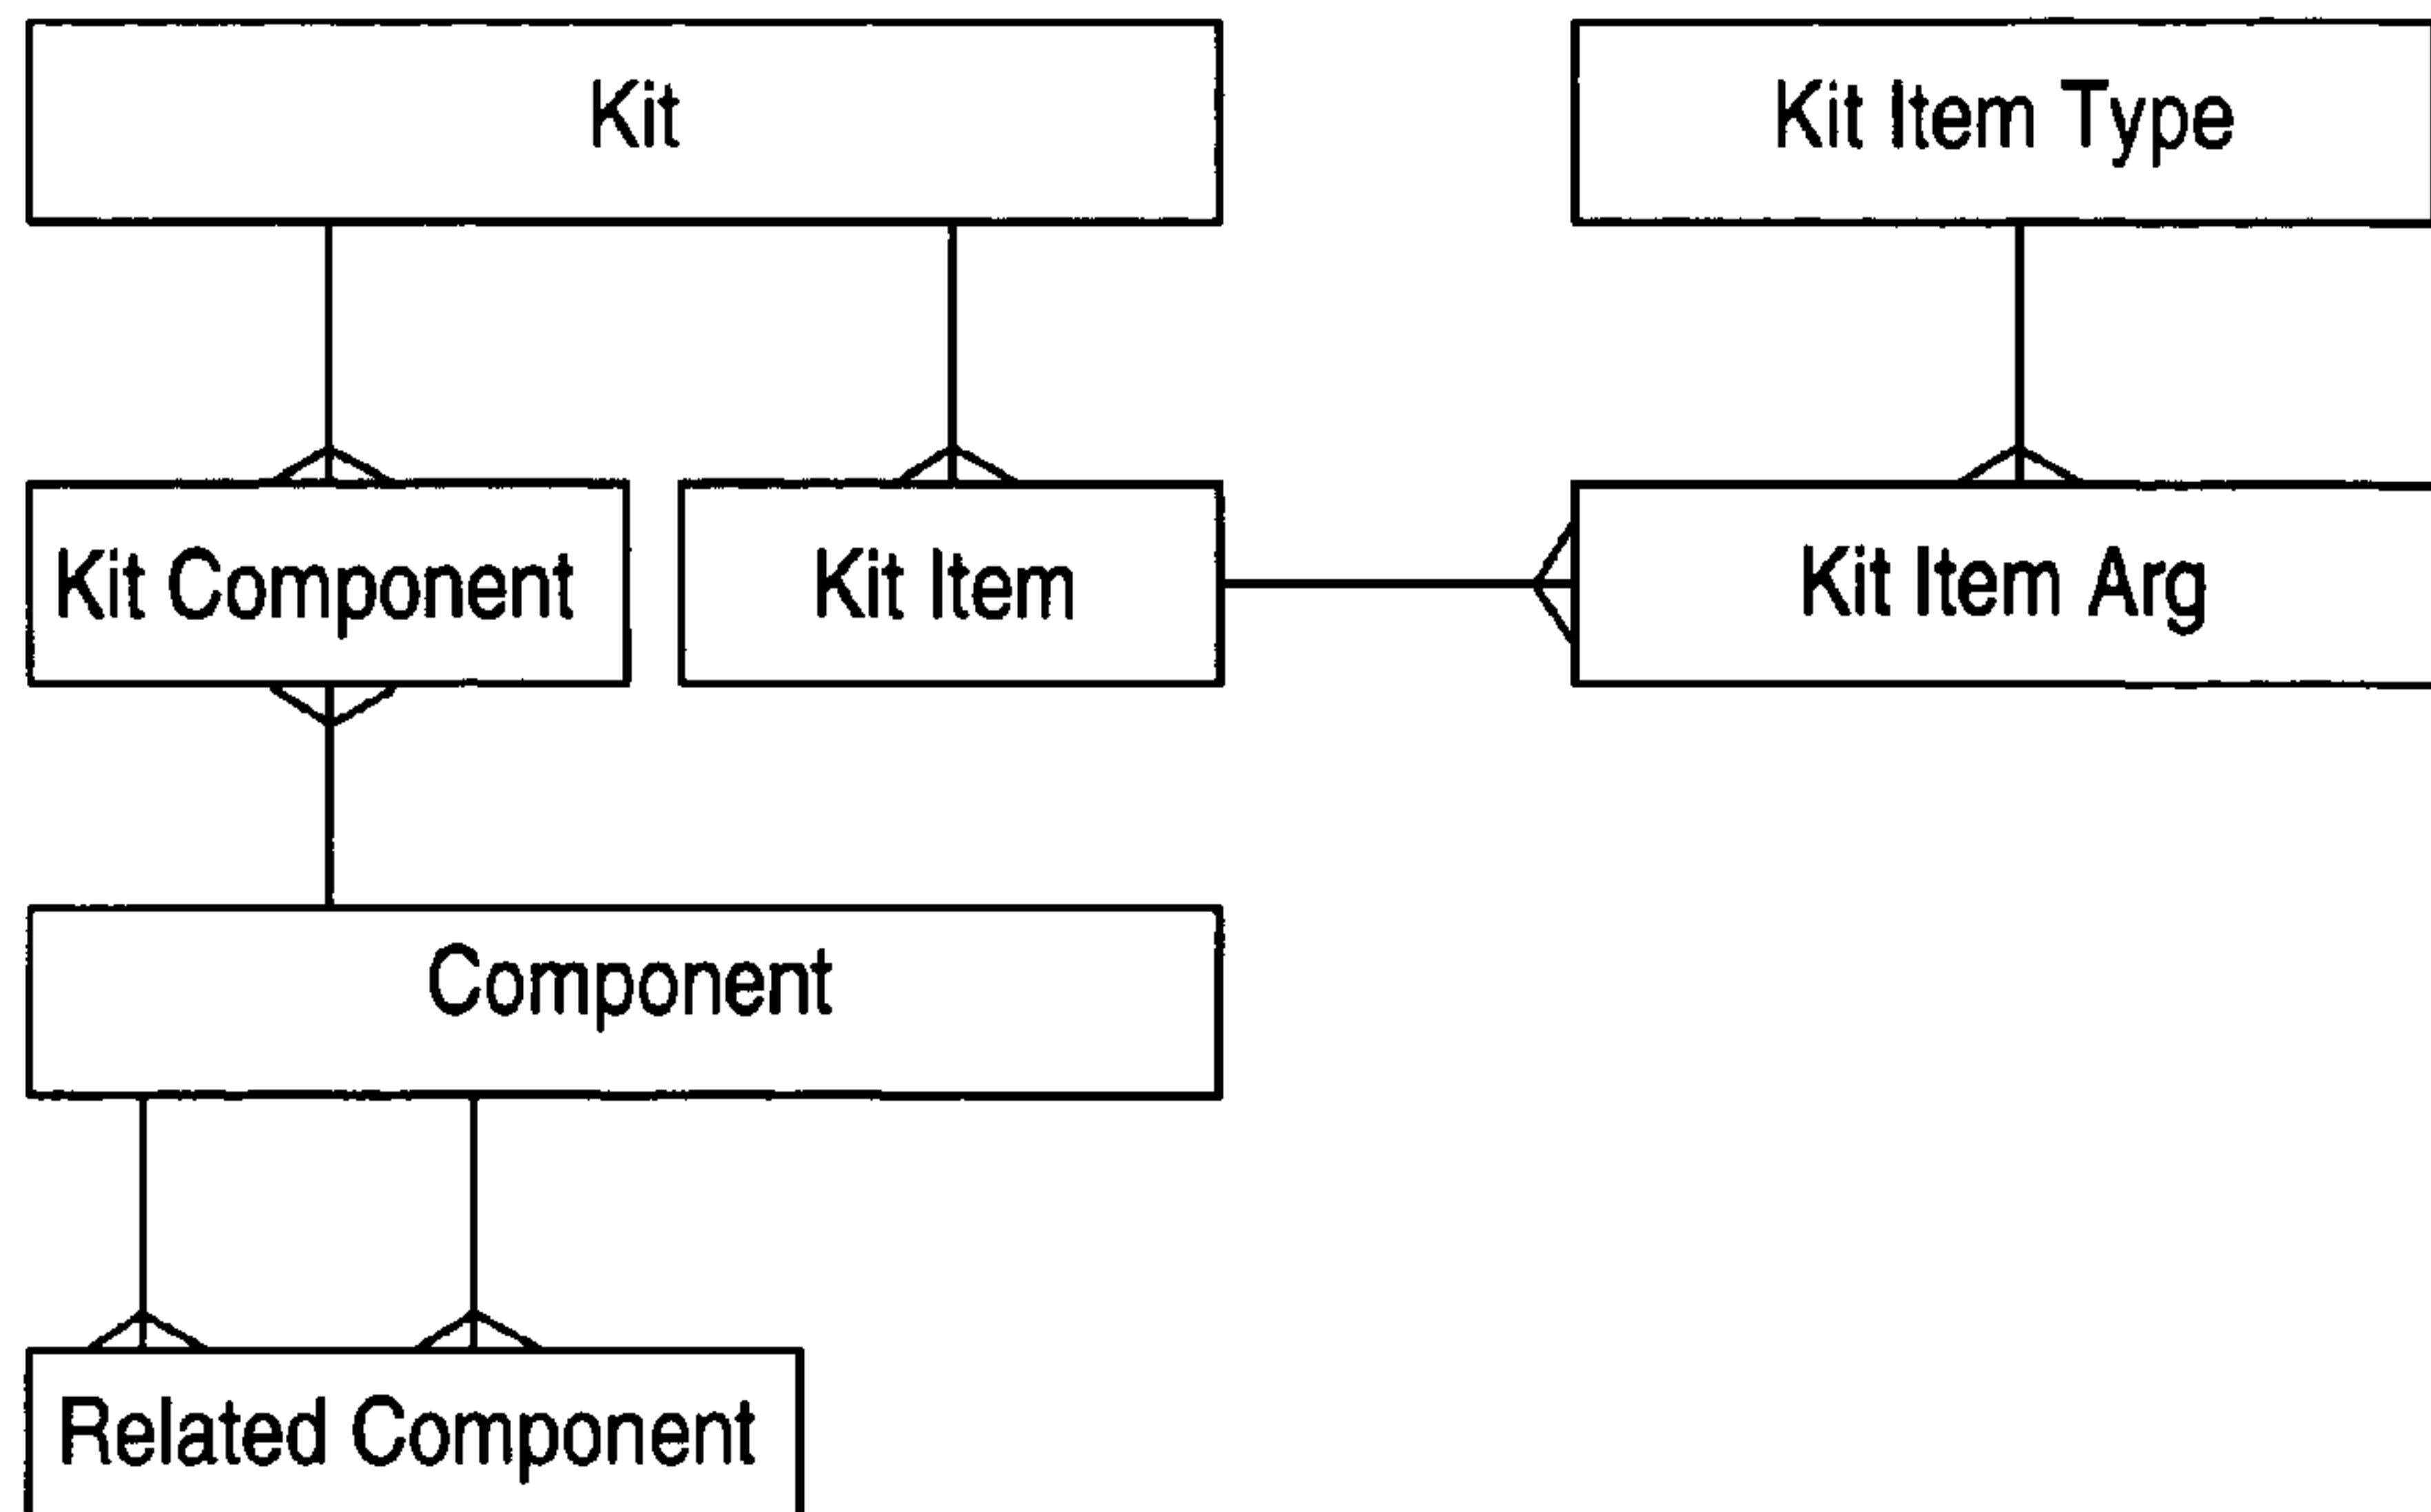 Kit
Kit Item Type
Kit Component
Kit Item
Kit Item Arg
Component
Related Component